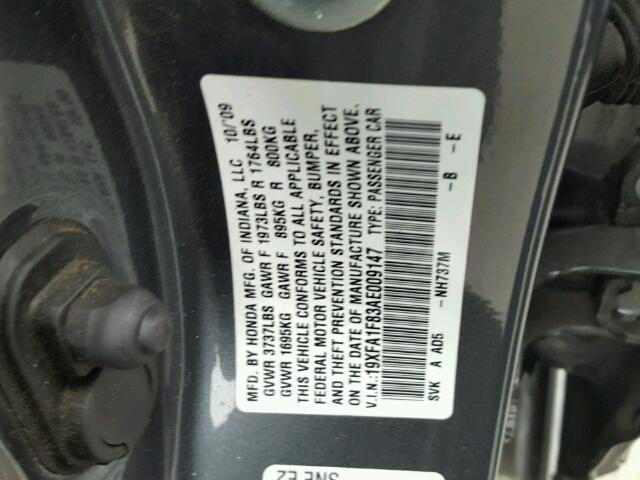 MFD. BY HONDA MFG. OF INDIANA, LLC 10/09
GVWR 3737LBS GAWR F 1973LBS R 1764LBS
GVWR 1695KG GAWR F 895KG R 800KG
THIS VEHICLE CONFORMS TO ALL APPLICABLE
FEDERAL MOTOR VEHICLE SAFETY, BUMPER,
AND THEFT PREVENTION STANDARDS IN EFFECT
ON THE DATE OF MANUFACTURE SHOWN ABOVE.
V.I.N.:19XFA1F83AE009147 TYPE: PASSENGER CAR
SVK A AD5 -NH737M -B -E
SNE E2